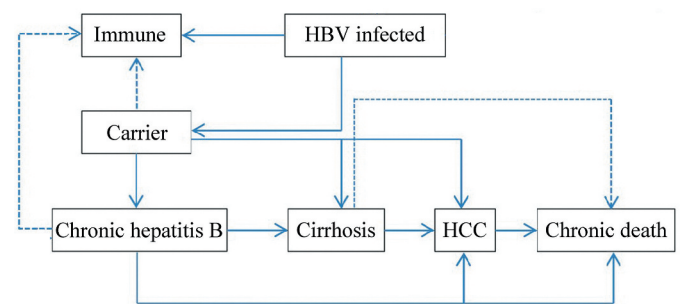 Immune
HBV infected
Carrier
Chronic hepatitis B
Cirrhosis
HCC
Chronic death